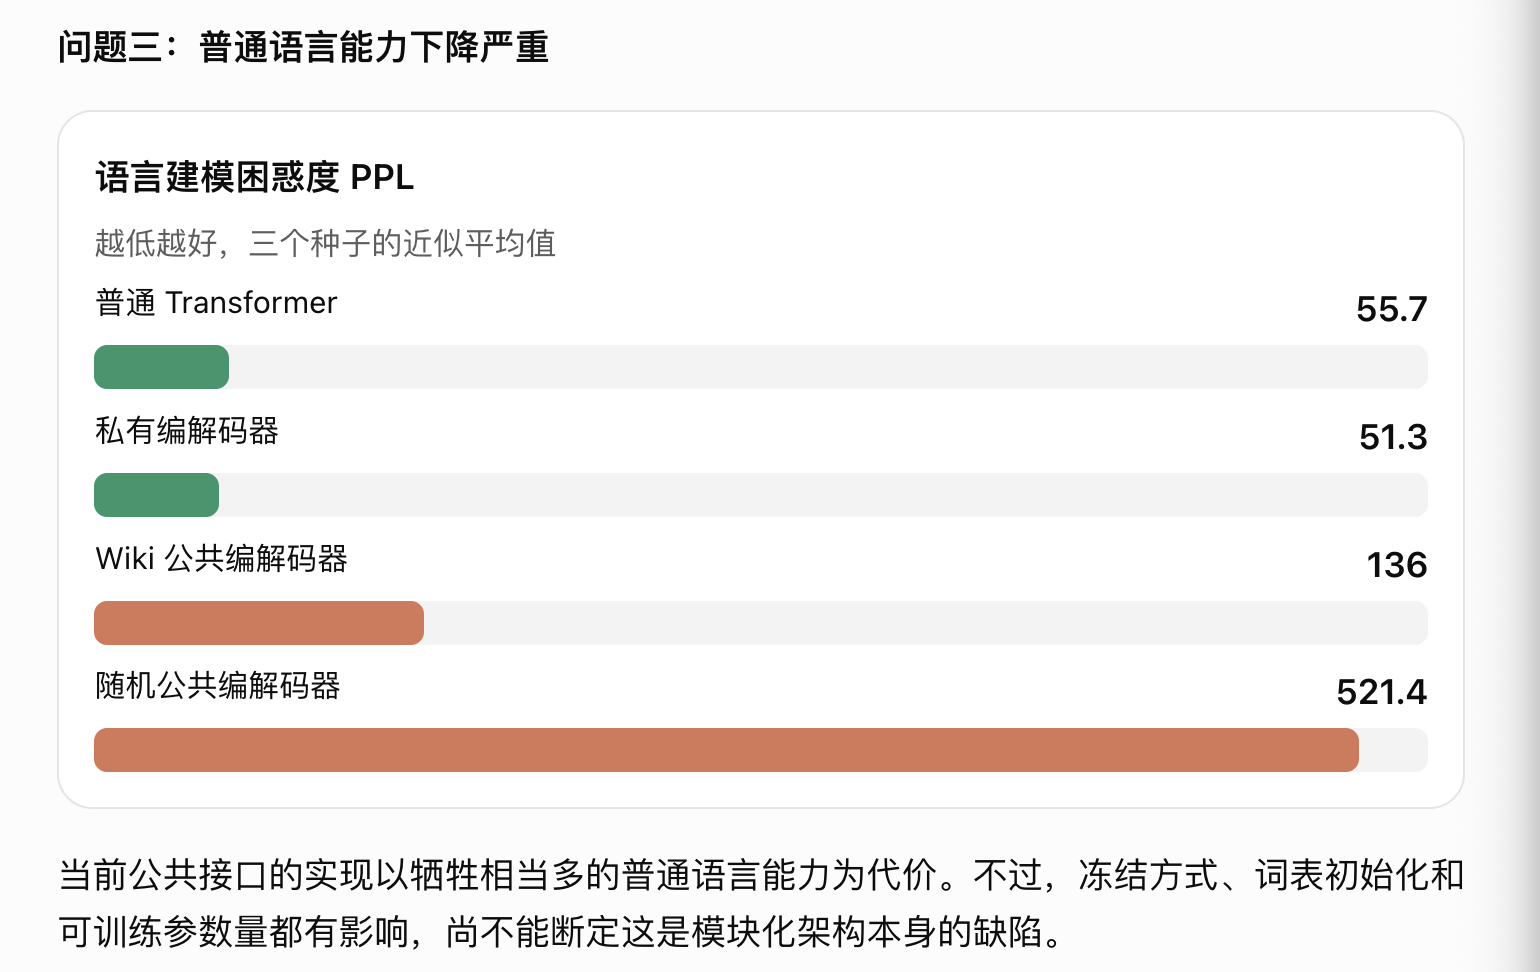 问题三：普通语言能力下降严重
语言建模困惑度 PPL
越低越好，三个种子的近似平均值
普通 Transformer
55.7
私有编解码器
51.3
Wiki 公共编解码器
136
随机公共编解码器
521.4
当前公共接口的实现以牺牲相当多的普通语言能力为代价。不过，冻结方式、词表初始化和
可训练参数量都有影响，尚不能断定这是模块化架构本身的缺陷。